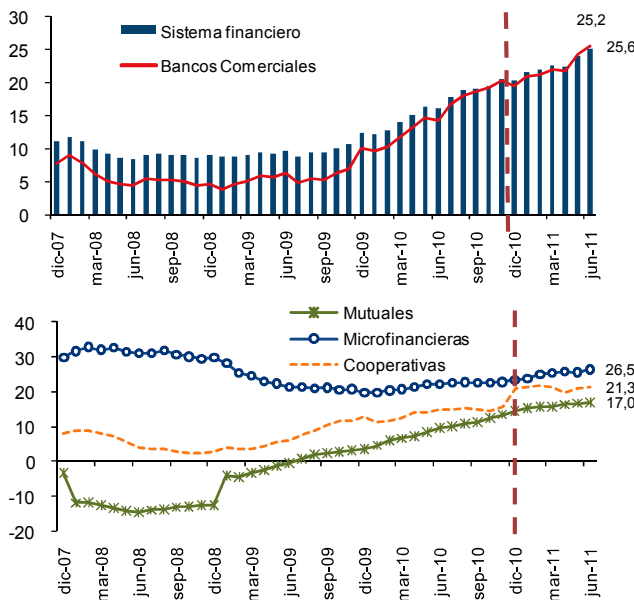 30
25
20
15
10
5
0
Sistema financiero
Bancos Comerciales
25,2
25,6
dic-07
mar-08
jun-08
sep-08
dic-08
mar-09
jun-09
sep-09
dic-09
mar-10
jun-10
sep-10
dic-10
mar-11
jun-11
40
30
20
10
0
-10
-20
Mutuales
Microfinancieras
Cooperativas
26,5
21,3
17,0
dic-07
mar-08
jun-08
sep-08
dic-08
mar-09
jun-09
sep-09
dic-09
mar-10
jun-10
sep-10
dic-10
mar-11
jun-11